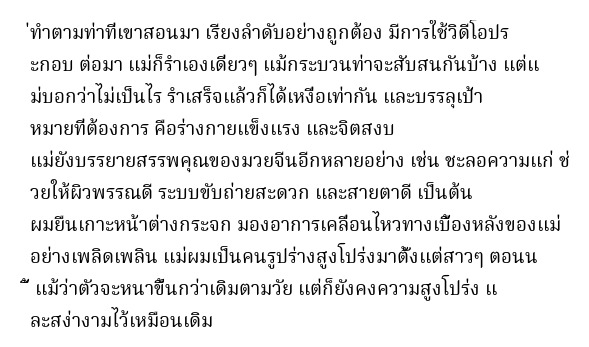 ่ทำตามท่าที่เขาสอนมา เรียงลำดับอย่างถูกต้อง มีการใช้วิดีโอปร
ะกอบ ต่อมา แม่ก็รำเองเดียวๆ แม้กระบวนท่าจะสับสนกันบ้าง แต่แ
ม่บอกว่าไม่เป็นไร รำเสร็จแล้วก็ได้เหงื่อเท่ากัน และบรรลุเป้า
หมายที่ต้องการ คือร่างกายแข็งแรง และจิตสงบ
แม่ยังบรรยายสรรพคุณของมวยจีนอีกหลายอย่าง เช่น ชะลอความแก่ ช่
วยให้ผิวพรรณดี ระบบขับถ่ายสะดวก และสายตาดี เป็นต้น
ผมยืนเกาะหน้าต่างกระจก มองอาการเคลื่อนไหวทางเบื้องหลังของแม่
อย่างเพลิดเพลิน แม่ผมเป็นคนรูปร่างสูงโปร่งมาตั้งแต่สาวๆ ตอนน
ี้ แม้ว่าตัวจะหนาขึ้นกว่าเดิมตามวัย แต่ก็ยังคงความสูงโปร่ง แ
ละสง่างามไว้เหมือนเดิม